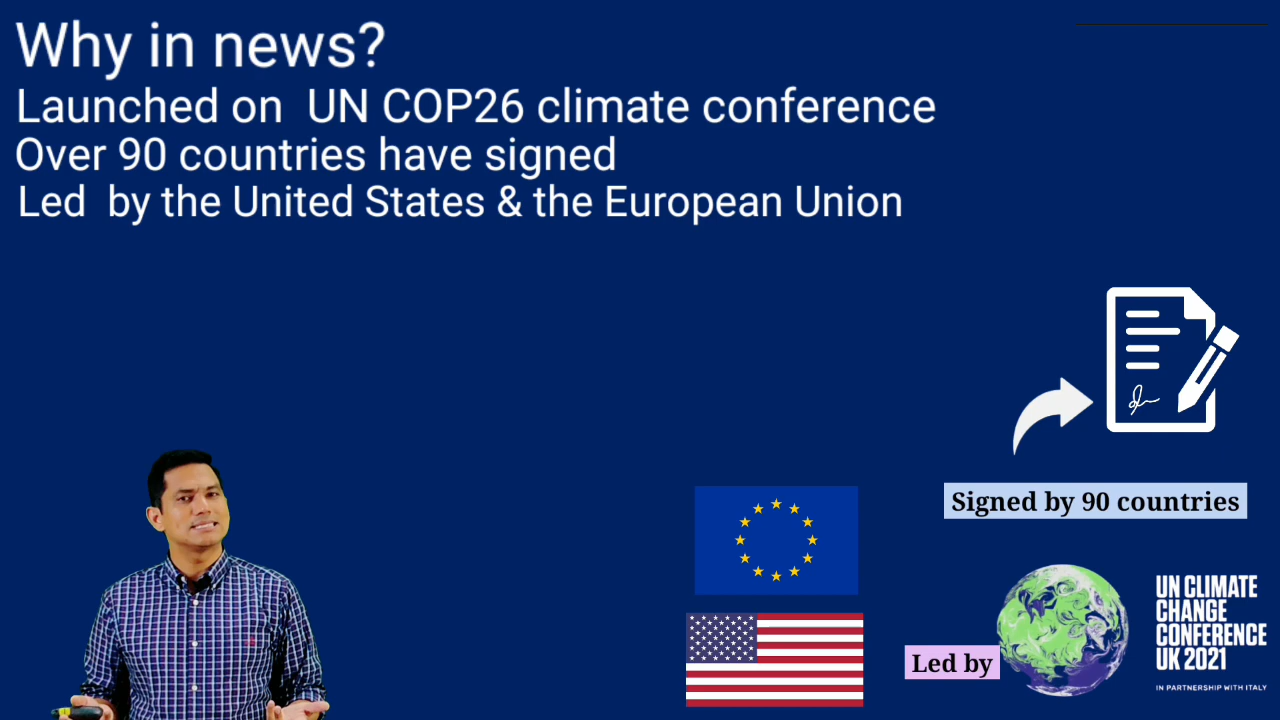 Why in news?
Launched on UN COP26 climate conference
Over 90 countries have signed
Led by the United States & the European Union
Signed by 90 countries
Led by
UN CLIMATE
CHANGE
CONFERENCE
UK 2021
IN PARTNERSHIP WITH ITALY